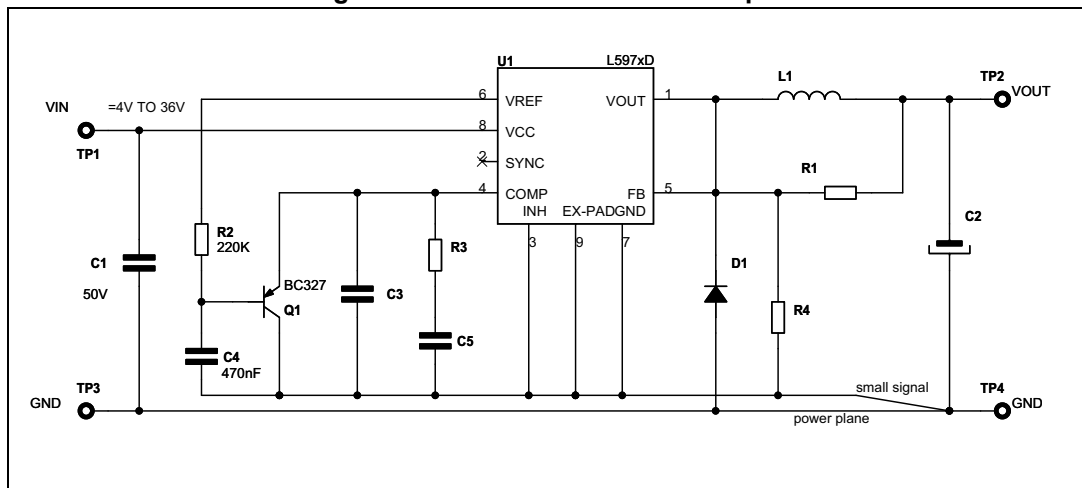 U1
L597xD
L1
TP2
VIN
=4V TO 36V
6
VREF
VOUT
1
VOUT
8
VCC
TP1
2
SYNC
R1
4
COMP
FB
5
INH
EX-PADGND
C2
R2
220K
3
9
7
R3
C1
D1
50V
BC327
Q1
C3
R4
C5
C4
470nF
TP3
small signal
TP4
GND
GND
power plane